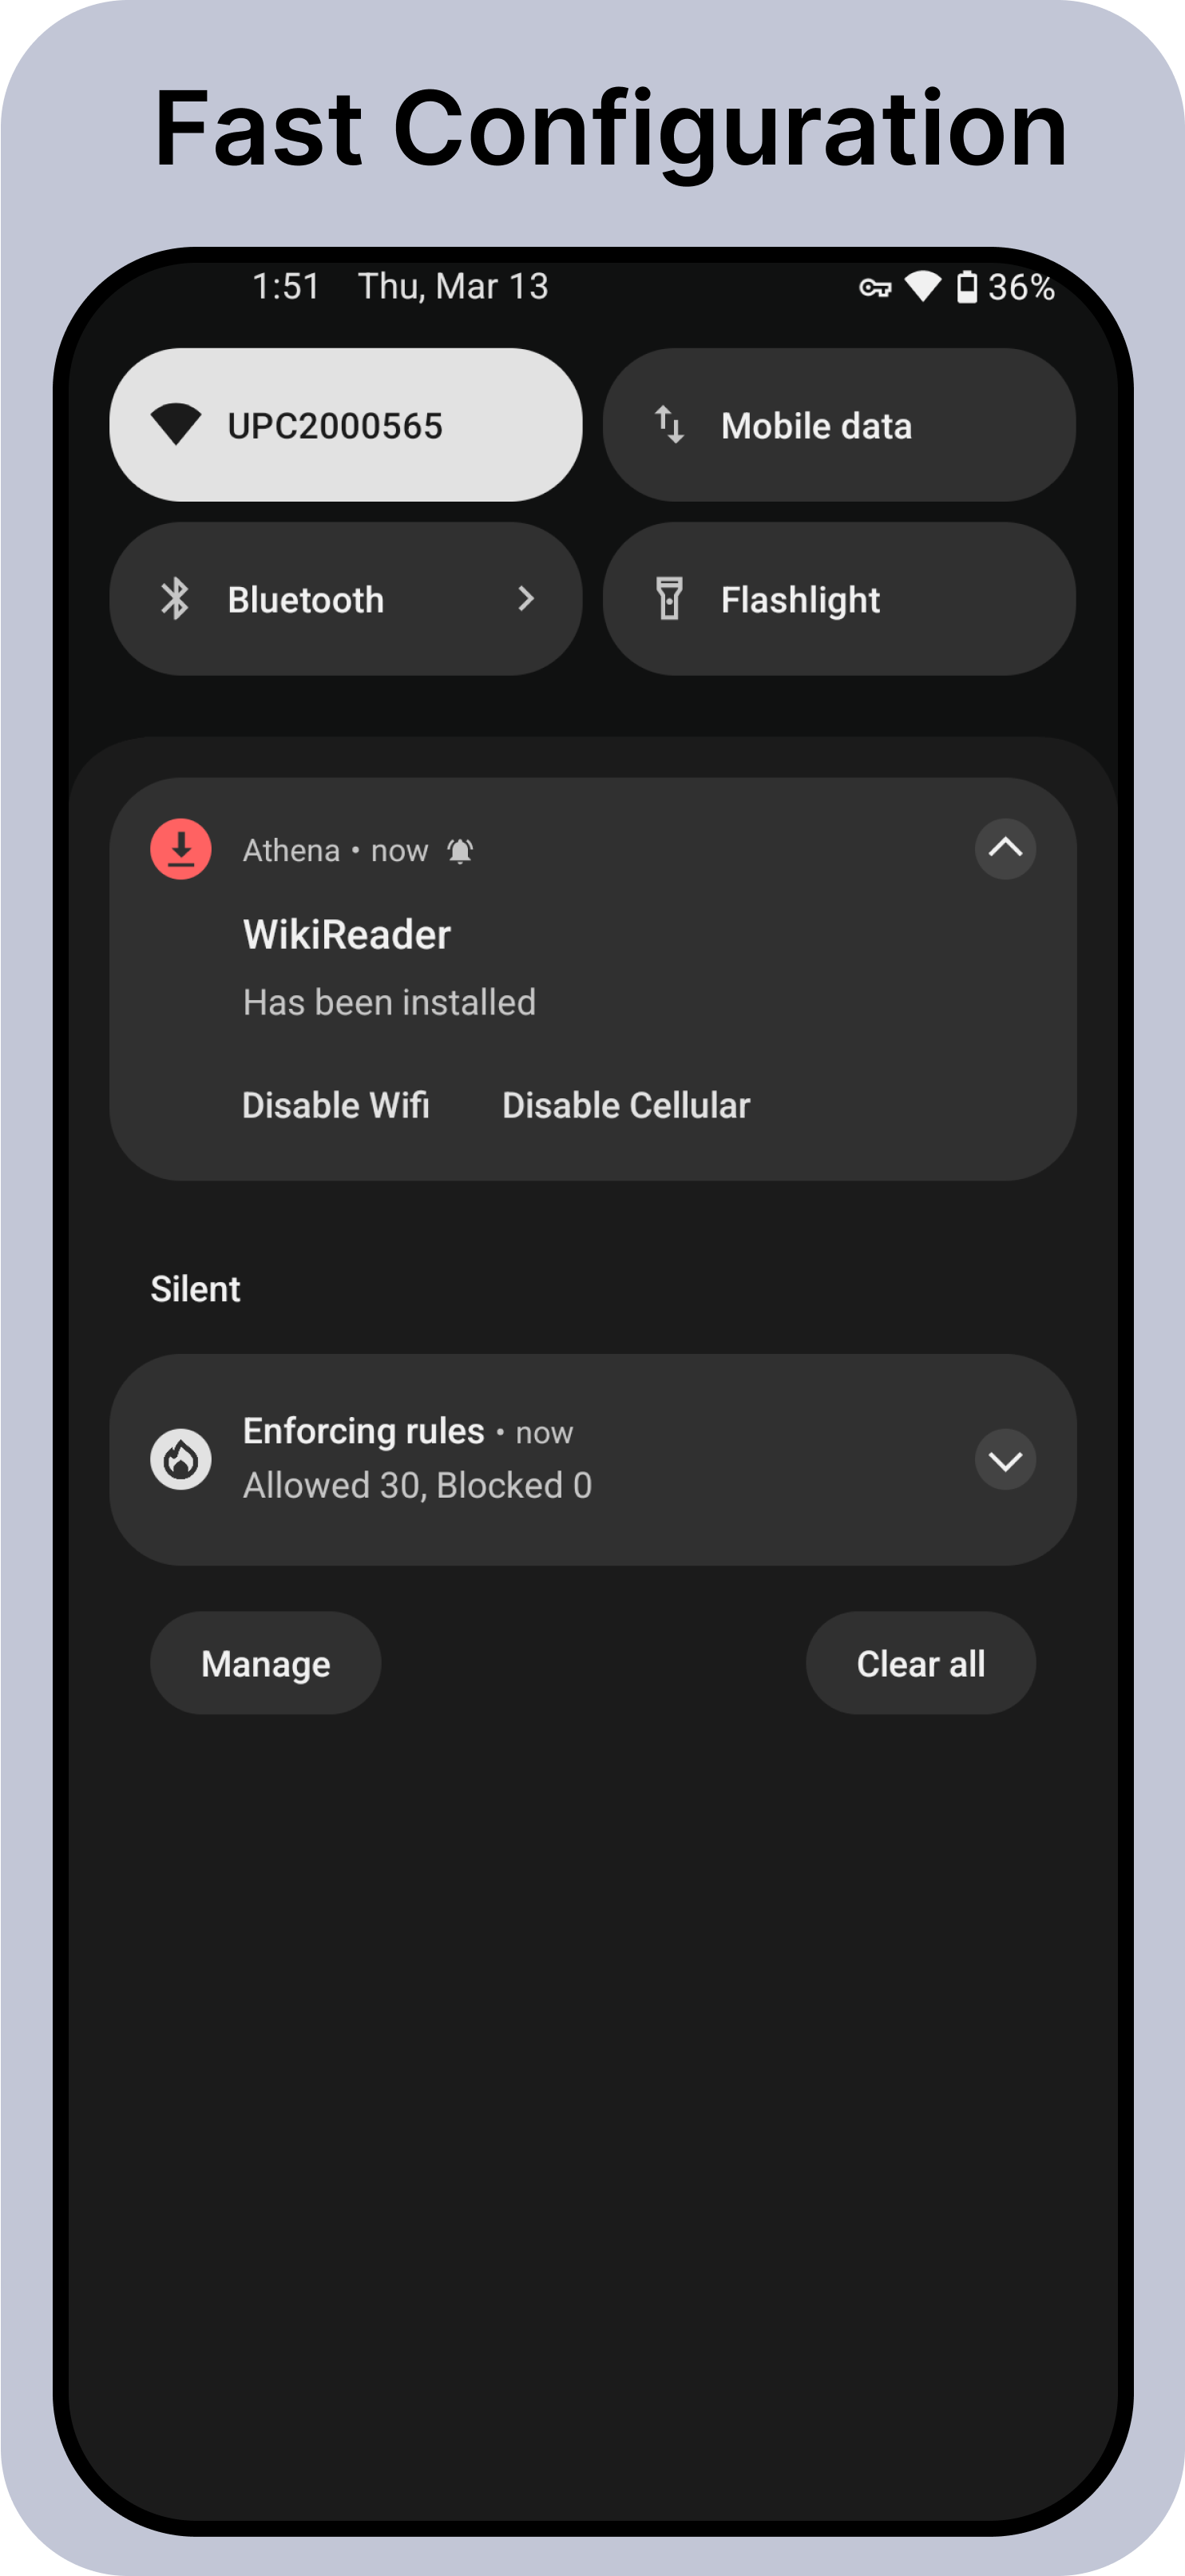 Fast Configuration
1:51 Thu, Mar 13 36%
UPC2000565 Mobile data
Bluetooth Flashlight
Athena • now
WikiReader
Has been installed
Disable Wifi Disable Cellular
Silent
Enforcing rules • now
Allowed 30, Blocked 0
Manage Clear all